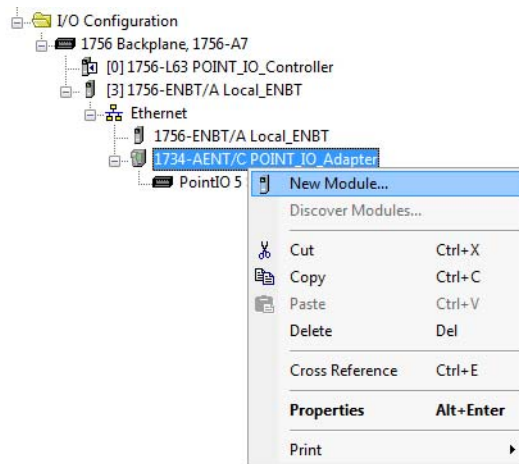 I/O Configuration
1756 Backplane, 1756-A7
[0] 1756-L63 POINT_IO_Controller
[3] 1756-ENBT/A Local_ENBT
Ethernet
1756-ENBT/A Local_ENBT
1734-AENT/C POINT_IO_Adapter
PointIO 5
New Module...
Discover Modules...
Cut Ctrl+X
Copy Ctrl+C
Paste Ctrl+V
Delete Del
Cross Reference Ctrl+E
Properties Alt+Enter
Print